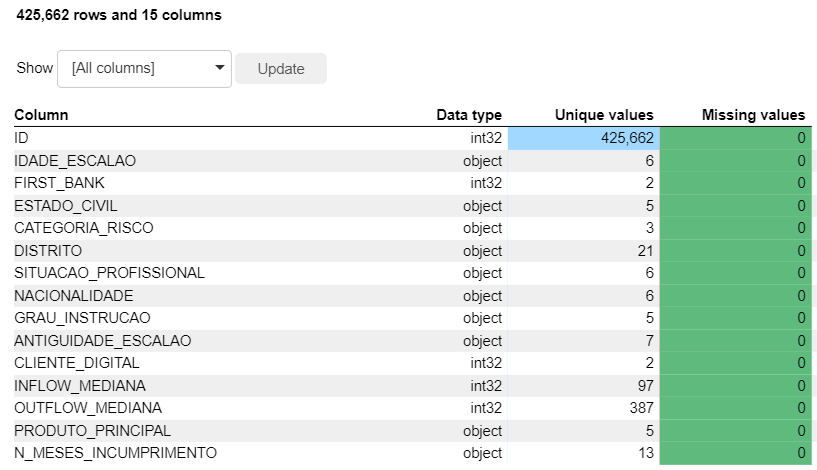 425,662 rows and 15 columns
Show [All columns] Update
Column Data type Unique values Missing values
ID int32 425,662 0
IDADE_ESCALAO object 6 0
FIRST_BANK int32 2 0
ESTADO_CIVIL object 5 0
CATEGORIA_RISCO object 3 0
DISTRITO object 21 0
SITUACAO_PROFISSIONAL object 6 0
NACIONALIDADE object 6 0
GRAU_INSTRUCAO object 5 0
ANTIGUIDADE_ESCALAO object 7 0
CLIENTE_DIGITAL int32 2 0
INFLOW_MEDIANA int32 97 0
OUTFLOW_MEDIANA int32 387 0
PRODUTO_PRINCIPAL object 5 0
N_MESES_INCUMPRIMENTO object 13 0